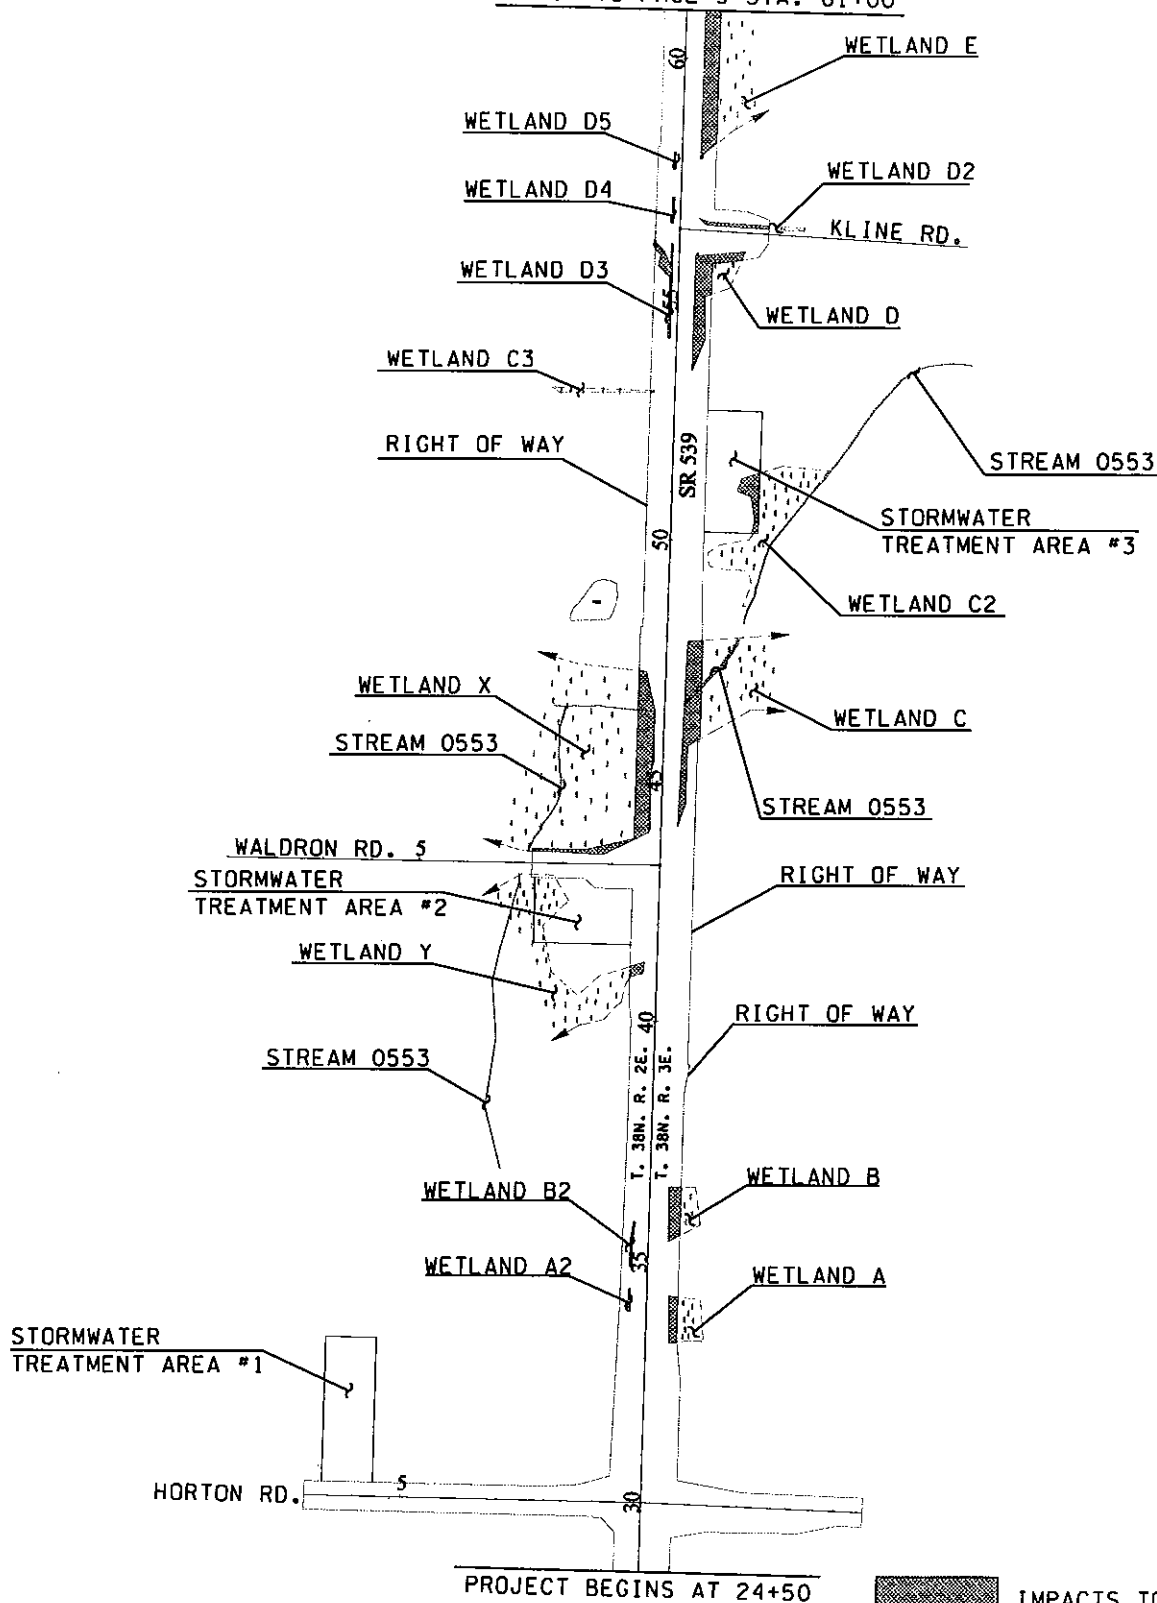 WETLAND E
60
WETLAND D5
WETLAND D2
WETLAND D4
KLINE RD.
WETLAND D3
55
WETLAND D
WETLAND C3
RIGHT OF WAY
SR 539
STREAM 0553
STORMWATER
TREATMENT AREA #3
50
WETLAND C2
WETLAND X
WETLAND C
STREAM 0553
45
STREAM 0553
WALDRON RD. 5
STORMWATER
TREATMENT AREA #2
RIGHT OF WAY
WETLAND Y
RIGHT OF WAY
40
STREAM 0553
T. 38N. R. 2E.
T. 38N. R. 3E.
WETLAND B2
WETLAND B
35
WETLAND A2
WETLAND A
STORMWATER
TREATMENT AREA #1
5
HORTON RD.
30
PROJECT BEGINS AT 24+50
IMPACTS TO